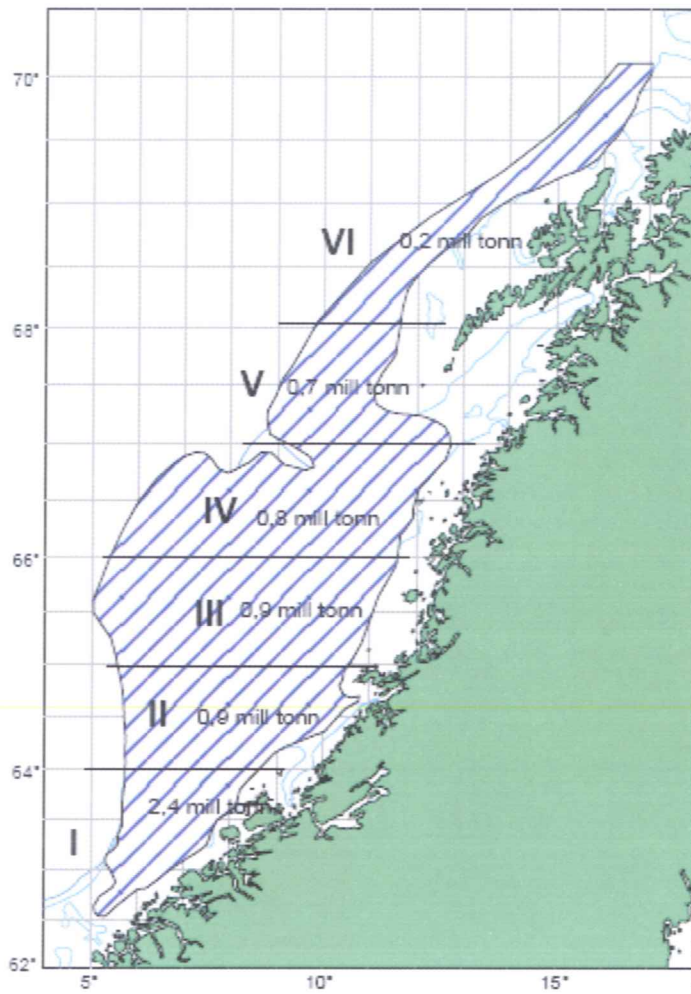 70°
VI
0,2 mill tonn
68°
V
0,7 mill tonn
IV
0,8 mill tonn
66°
III
0,9 mill tonn
II
0,9 mill tonn
64°
2,4 mill tonn
I
62°
5°
10°
15°